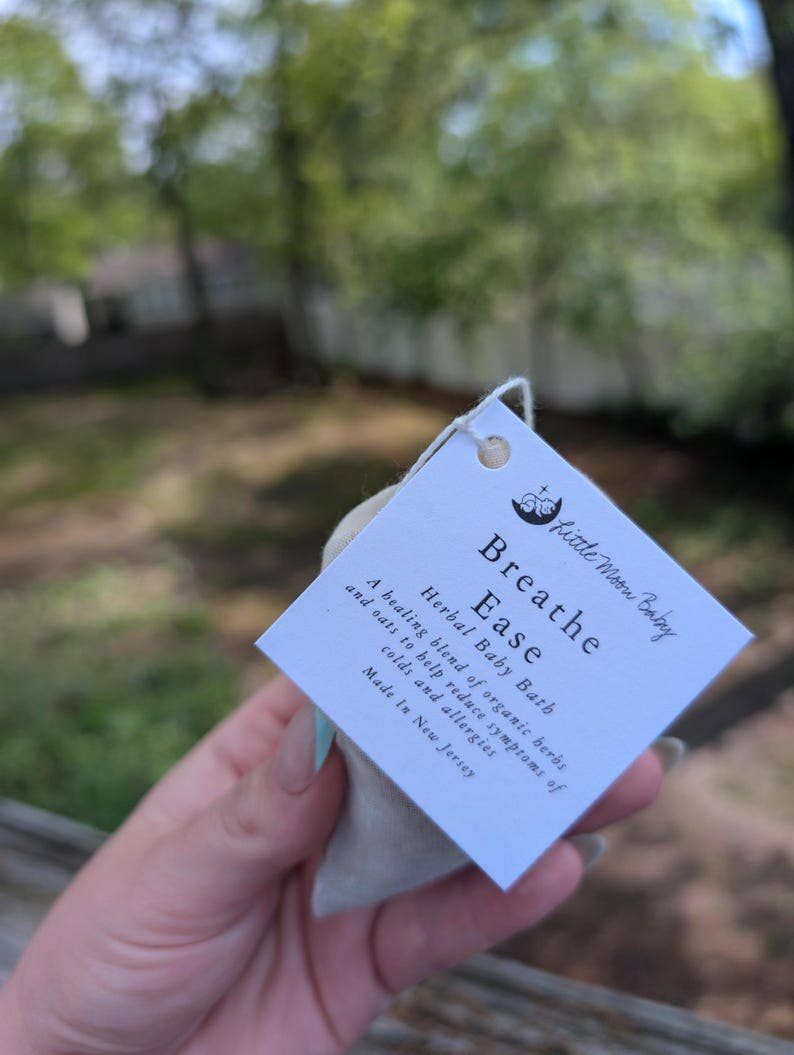 Little Moon Baby
Breathe
Ease
Herbal Baby Bath
A healing blend of organic herbs
and oats to help reduce symptoms of
colds and allergies
Made In New Jersey